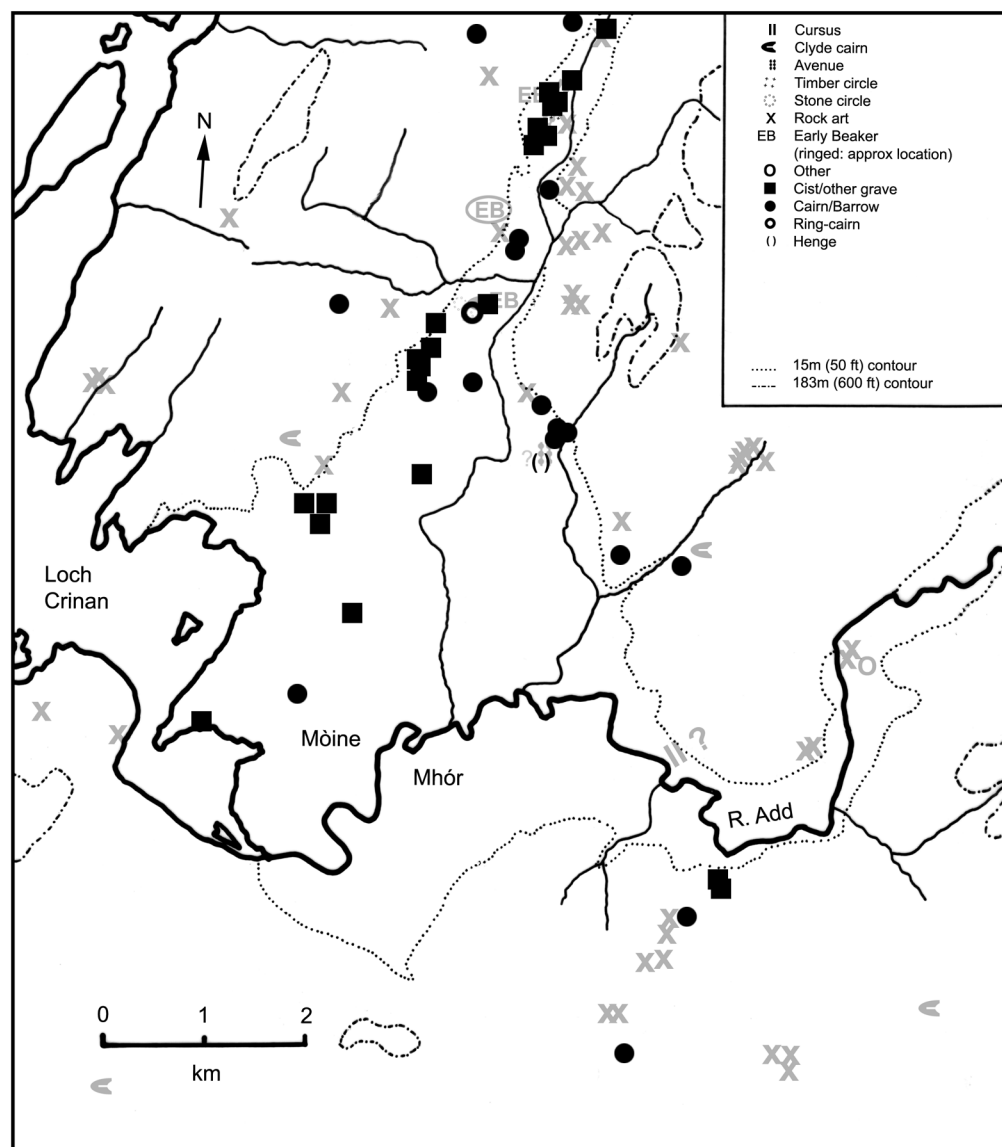 N
EB
EB
EB
Loch
Crinan
Mòine
Mhór
R. Add
?
?
0 1 2
km
Cursus
Clyde cairn
Avenue
Timber circle
Stone circle
X Rock art
EB Early Beaker
(ringed: approx location)
Other
Cist/other grave
Cairn/Barrow
Ring-cairn
() Henge
15m (50 ft) contour
183m (600 ft) contour